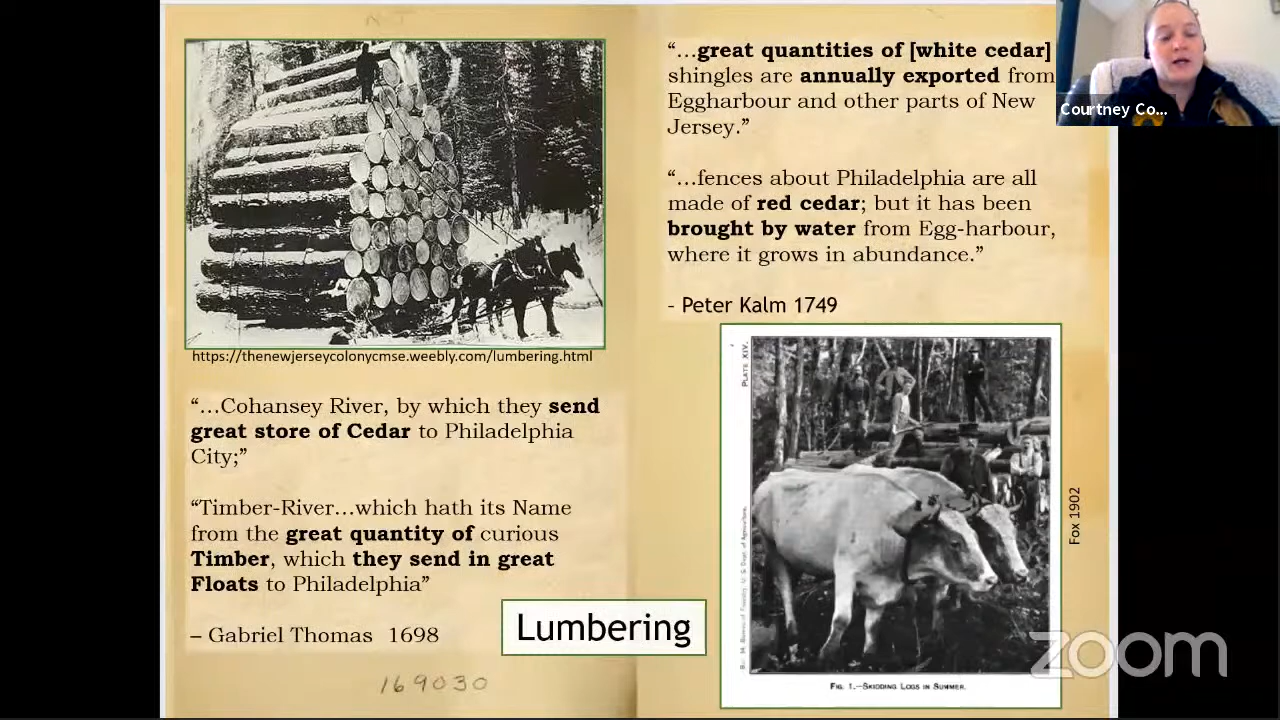 “…great quantities of [white cedar]
shingles are annually exported from
Eggharbour and other parts of New
Jersey.”
“…fences about Philadelphia are all
made of red cedar; but it has been
brought by water from Egg-harbour,
where it grows in abundance.”
- Peter Kalm 1749
Courtney Co...
https://thenewjerseycolonycmse.weebly.com/lumbering.html
“…Cohansey River, by which they send
great store of Cedar to Philadelphia
City;”
“Timber-River…which hath its Name
from the great quantity of curious
Timber, which they send in great
Floats to Philadelphia”
– Gabriel Thomas 1698
Lumbering
169030
PLATE XIV.
Fox 1902
FIG. 1.—SKIDDING LOGS IN SUMMER.
zoom